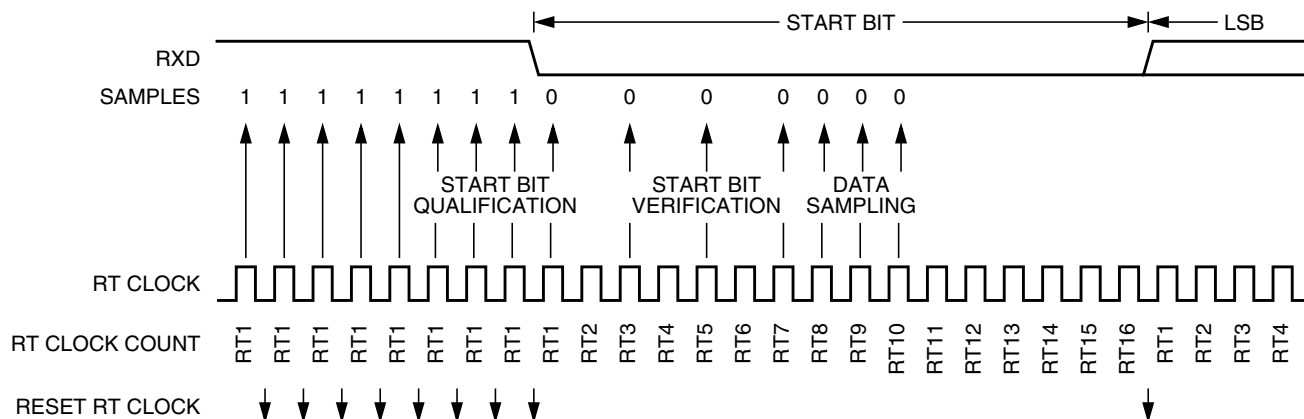 START BIT LSB
RXD
SAMPLES 1 1 1 1 1 1 1 1 0 0 0 0 0 0 0
START BIT QUALIFICATION START BIT VERIFICATION DATA SAMPLING
RT CLOCK
RT CLOCK COUNT RT1 RT1 RT1 RT1 RT1 RT1 RT1 RT1 RT1 RT2 RT3 RT4 RT5 RT6 RT7 RT8 RT9 RT10 RT11 RT12 RT13 RT14 RT15 RT16 RT1 RT2 RT3 RT4
RESET RT CLOCK